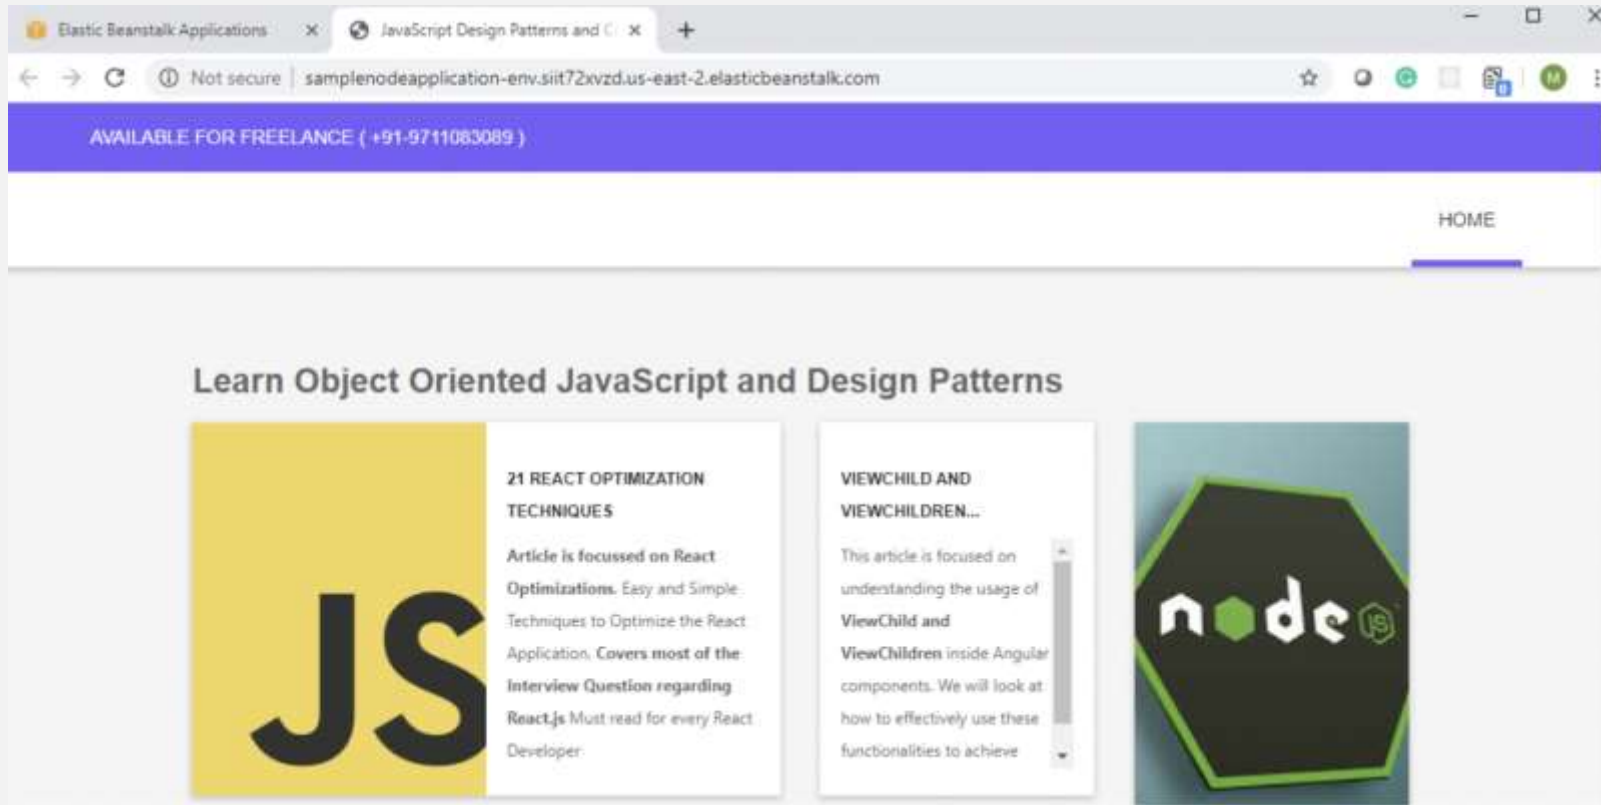 Elastic Beanstalk Applications
JavaScript Design Patterns and C
Not secure | samplenodeapplication-env.siit72xvzd.us-east-2.elasticbeanstalk.com
M
AVAILABLE FOR FREELANCE ( +91-9711083089 )
HOME
Learn Object Oriented JavaScript and Design Patterns
JS
21 REACT OPTIMIZATION
TECHNIQUES
Article is focussed on React
Optimizations. Easy and Simple
Techniques to Optimize the React
Application. Covers most of the
Interview Question regarding
React.js Must read for every React
Developer
VIEWCHILD AND
VIEWCHILDREN...
This article is focused on
understanding the usage of
ViewChild and
ViewChildren inside Angular
components. We will look at
how to effectively use these
functionalities to achieve
node JS